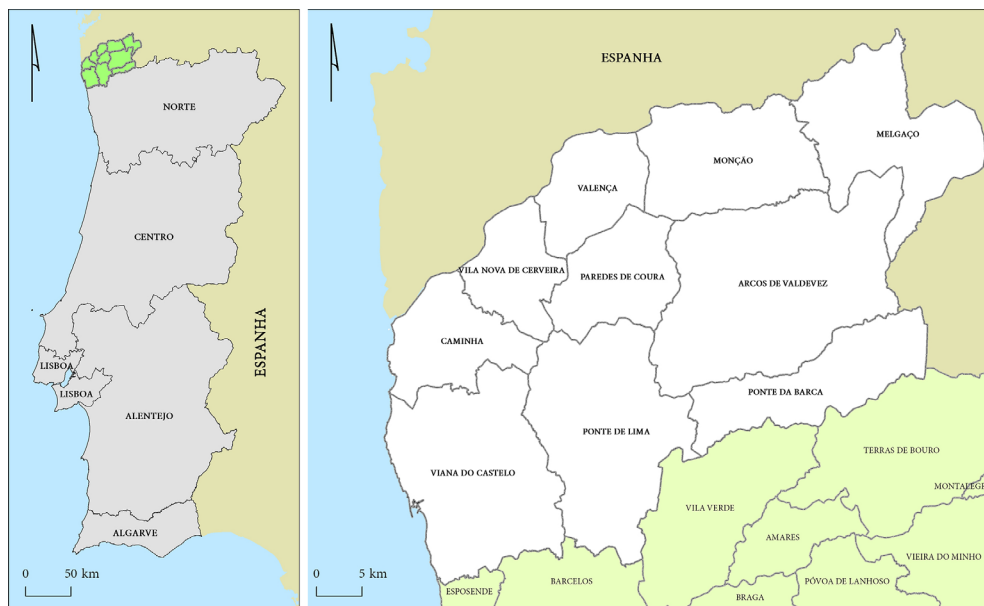 NORTE
CENTRO
LISBOA
LISBOA
ALENTEJO
ALGARVE
ESPANHA
0 50 km
ESPANHA
MELGAÇO
MONÇÃO
VALENÇA
VILA NOVA DE CERVEIRA
PAREDES DE COURA
ARCOS DE VALDEVEZ
CAMINHA
PONTE DA BARCA
PONTE DE LIMA
VIANA DO CASTELO
TERRAS DE BOURO
MONTALEGR
VILA VERDE
AMARES
VIEIRA DO MINHO
PÓVOA DE LANHOSO
BARCELOS
ESPOSENDE
BRAGA
0 5 km